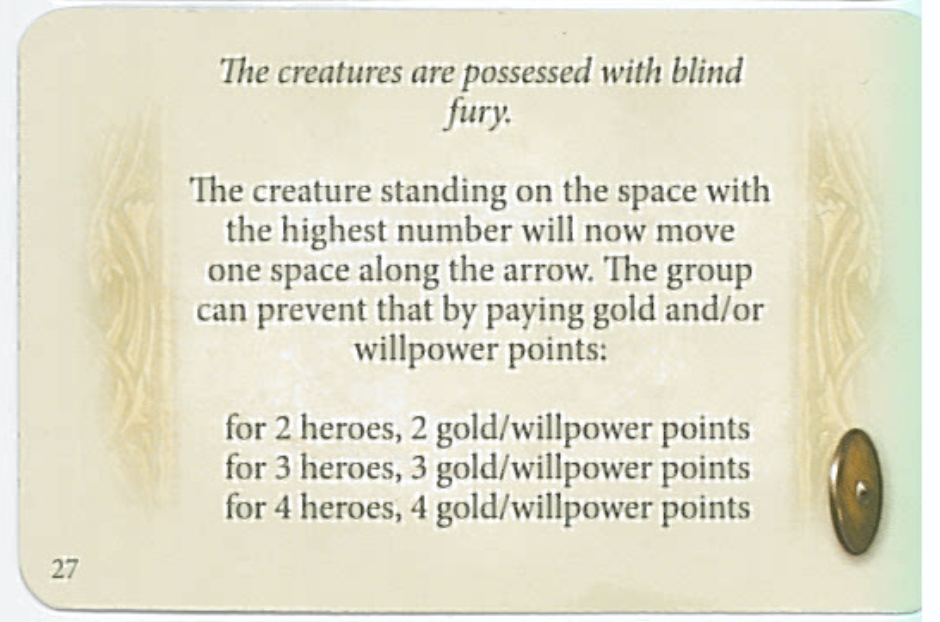 The creatures are possessed with blind
fury.
The creature standing on the space with
the highest number will now move
one space along the arrow. The group
can prevent that by paying gold and/or
willpower points:
for 2 heroes, 2 gold/willpower points
for 3 heroes, 3 gold/willpower points
for 4 heroes, 4 gold/willpower points
27